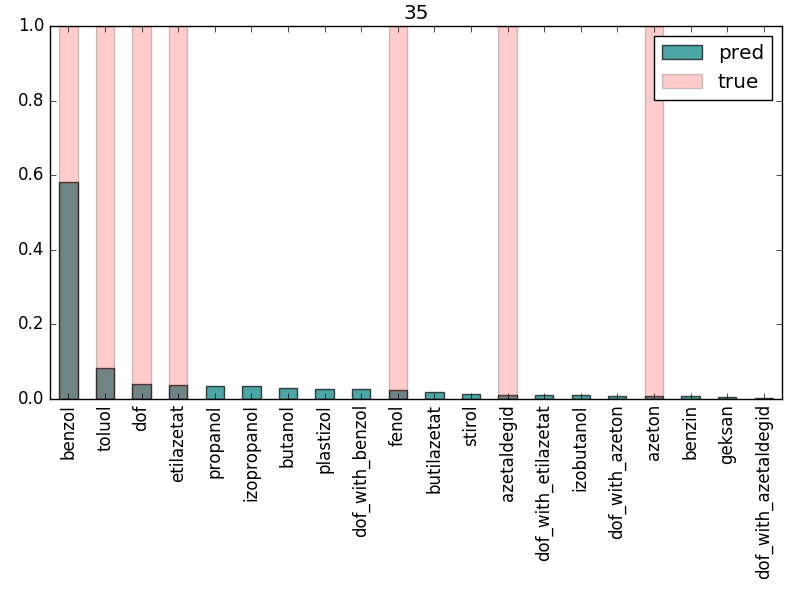 35
1.0
0.8
0.6
0.4
0.2
0.0
pred
true
benzol
toluol
dof
etilazetat
propanol
izopropanol
butanol
plastizol
dof_with_benzol
fenol
butilazetat
stirol
azetaldegid
dof_with_etilazetat
izobutanol
dof_with_azeton
azeton
benzin
geksan
dof_with_azetaldegid